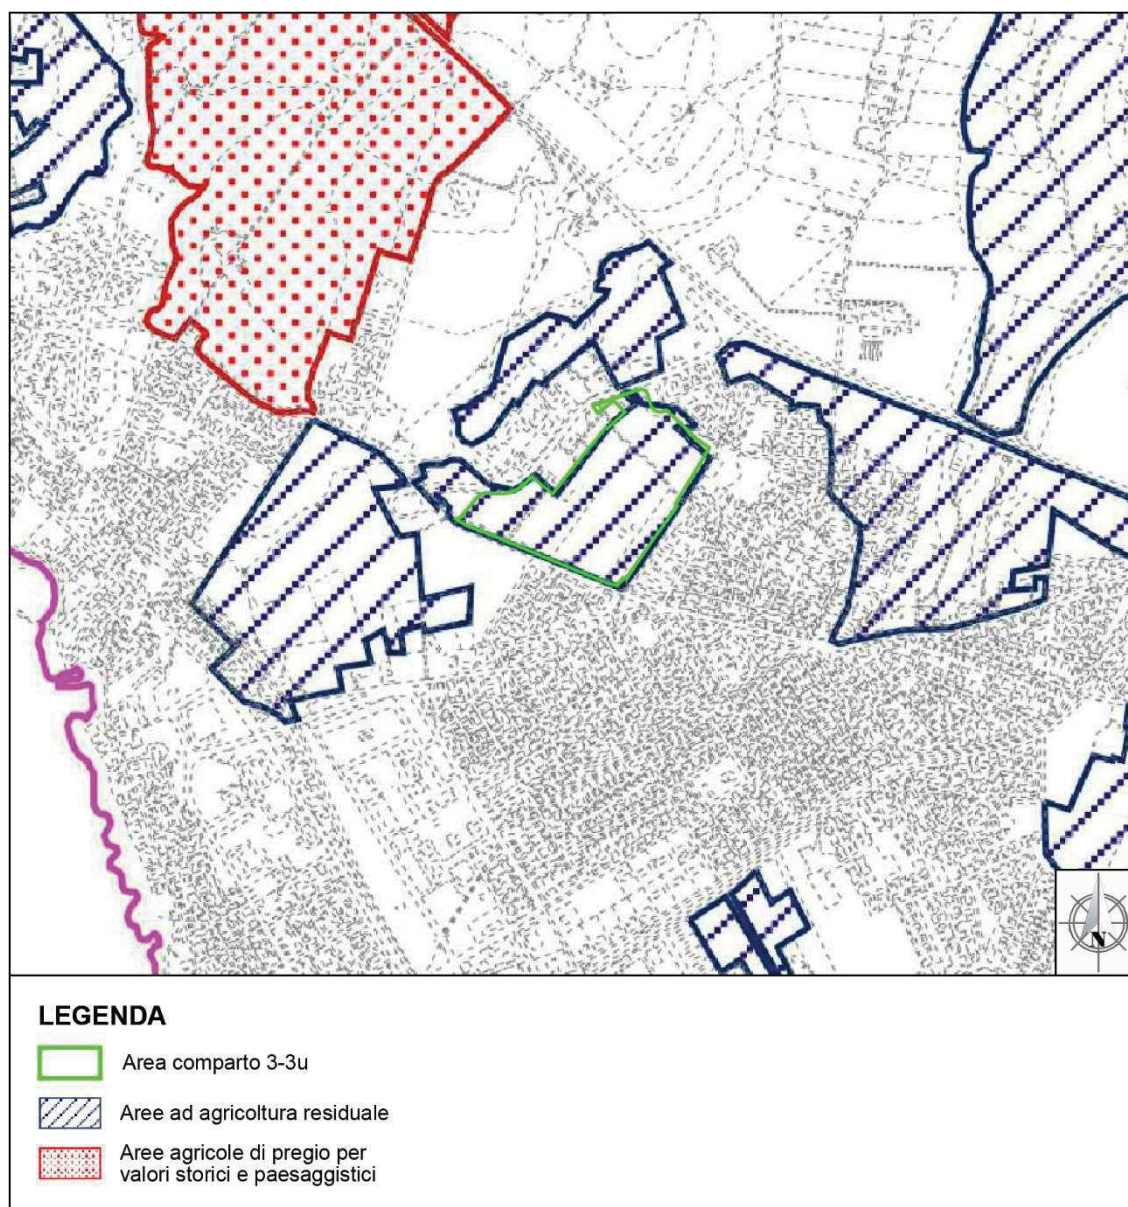 N
LEGENDA
Area comparto 3-3u
Aree ad agricoltura residuale
Aree agricole di pregio per
valori storici e paesaggistici